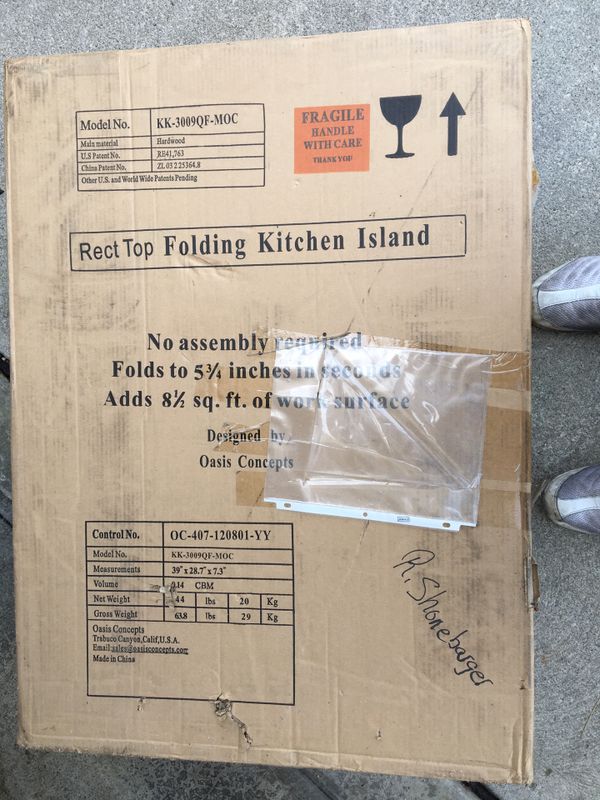 Model No. KK-3009QF-MOC
Main material Hardwood
U.S Patent No. RE41,763
China Patent No. ZL 03 2 25364.8
Other U.S. and World Wide Patents Pending
FRAGILE
HANDLE
WITH CARE
THANK YOU
Rect Top Folding Kitchen Island
No assembly required
Folds to 5¾ inches in seconds
Adds 8½ sq. ft. of work surface
Designed by
Oasis Concepts
Control No. OC-407-120801-YY
Model No. KK-3009QF-MOC
Measurements 39" x 28.7" x 7.3"
Volume 0.14 CBM
Net Weight 44 lbs 20 Kg
Gross Weight 63.8 lbs 29 Kg
Oasis Concepts
Trabuco Canyon,Calif,U.S.A.
Email:sales@oasisconcepts.com
Made in China
R. Shonebarger